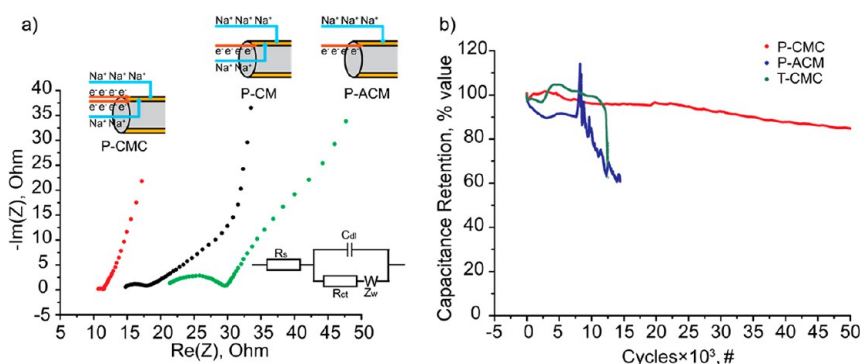 a)
Na⁺ Na⁺ Na⁺
e⁻e⁻e⁻e⁻
Na⁺ Na⁺
P-CM
Na⁺ Na⁺ Na⁺
e⁻e⁻e⁻e⁻
P-ACM
Na⁺ Na⁺ Na⁺
e⁻e⁻e⁻e⁻
e⁻e⁻e⁻e⁻
Na⁺ Na⁺
P-CMC
-Im(Z), Ohm
40
35
30
25
20
15
10
5
0
-5
5 10 15 20 25 30 35 40 45 50
Re(Z), Ohm
Rs
Cdl
Rct
Zw
b)
P-CMC
P-ACM
T-CMC
Capacitance Retention, % value
120
100
80
60
40
20
0
-5 0 5 10 15 20 25 30 35 40 45 50
Cycles×10³, #